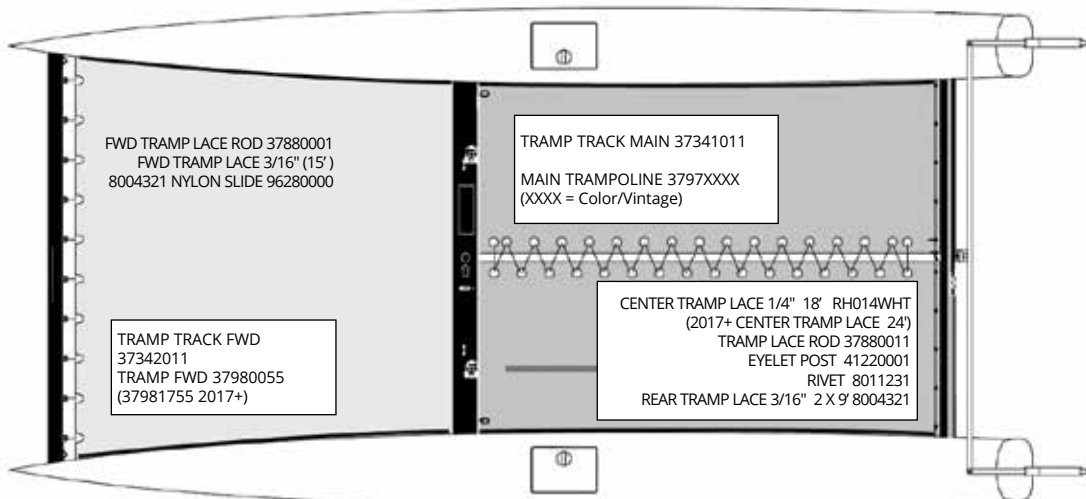 FWD TRAMP LACE ROD 37880001
FWD TRAMP LACE 3/16" (15' )
8004321 NYLON SLIDE 96280000
TRAMP TRACK FWD
37342011
TRAMP FWD 37980055
(37981755 2017+)
TRAMP TRACK MAIN 37341011
MAIN TRAMPOLINE 3797XXXX
(XXXX = Color/Vintage)
CENTER TRAMP LACE 1/4" 18' RH014WHT
(2017+ CENTER TRAMP LACE 24')
TRAMP LACE ROD 37880011
EYELET POST 41220001
RIVET 8011231
REAR TRAMP LACE 3/16" 2 X 9' 8004321